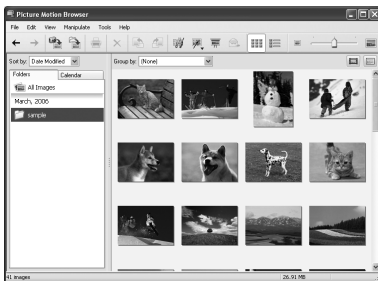 Picture Motion Browser
File Edit View Manipulate Tools Help
Sort by: Date Modified Group by: (None)
Folders Calendar
All Images
March, 2006
sample
41 images 26.91 MB